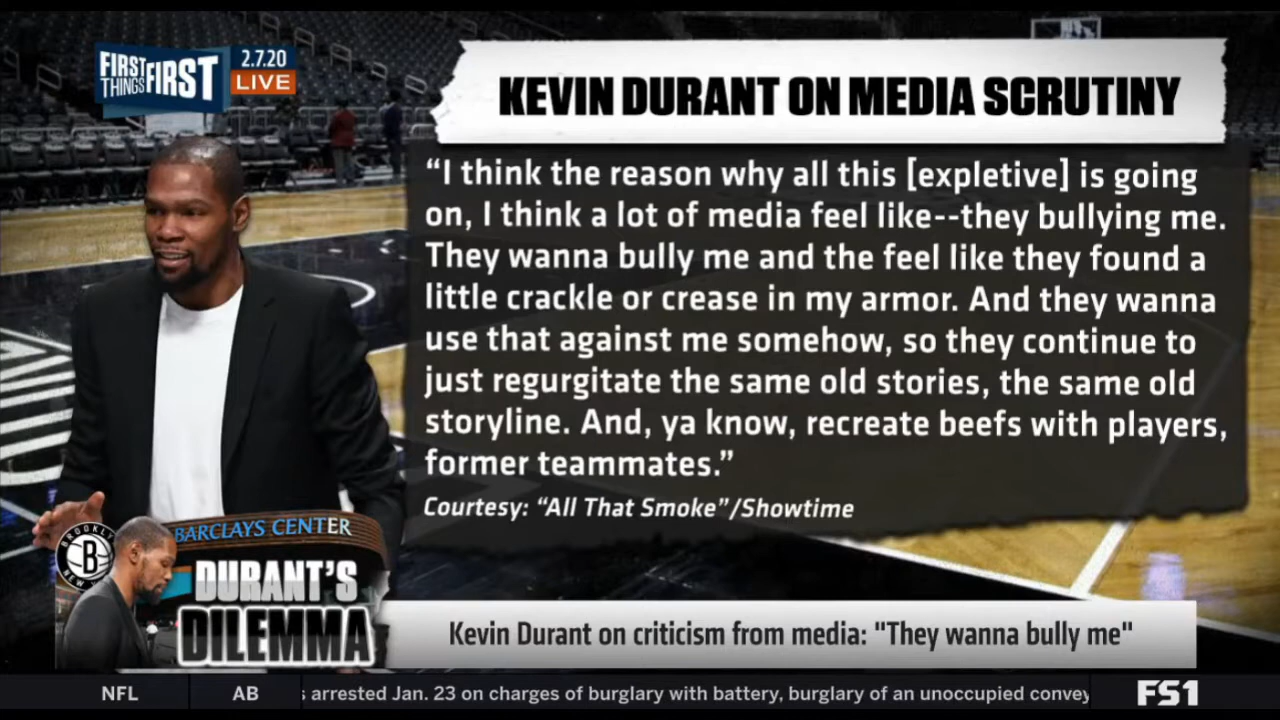 FIRST
THINGS
FIRST
2.7.20
LIVE
KEVIN DURANT ON MEDIA SCRUTINY
“I think the reason why all this [expletive] is going
on, I think a lot of media feel like--they bullying me.
They wanna bully me and the feel like they found a
little crackle or crease in my armor. And they wanna
use that against me somehow, so they continue to
just regurgitate the same old stories, the same old
storyline. And, ya know, recreate beefs with players,
former teammates.”
Courtesy: “All That Smoke”/Showtime
BROOKLYN
B
NEW
BARCLAYS CENTER
DURANT'S
DILEMMA
Kevin Durant on criticism from media: "They wanna bully me"
NFL
AB
arrested Jan. 23 on charges of burglary with battery, burglary of an unoccupied convey
FS1